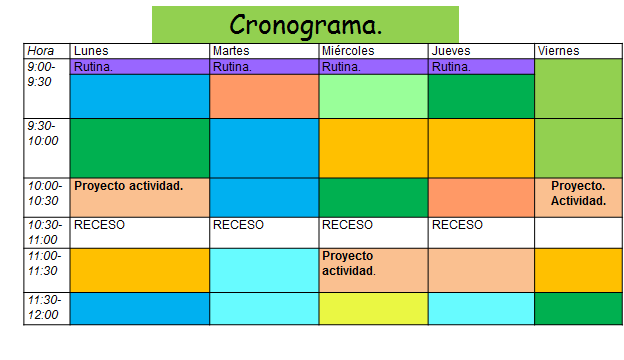 Cronograma.
Hora Lunes Martes Miércoles Jueves Viernes
9:00- Rutina. Rutina. Rutina. Rutina.
9:30
9:30-
10:00
10:00- Proyecto actividad. Proyecto.
10:30 Actividad.
10:30- RECESO RECESO RECESO RECESO
11:00
11:00- Proyecto
11:30 actividad.
11:30-
12:00